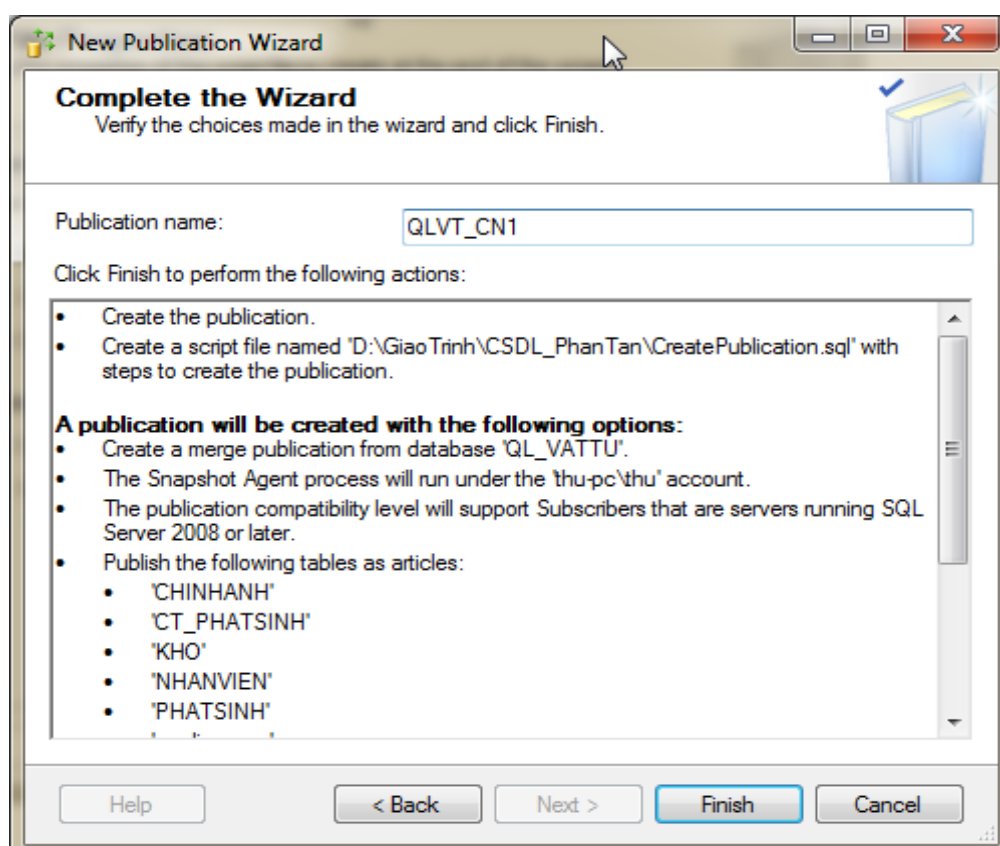 New Publication Wizard
Complete the Wizard
Verify the choices made in the wizard and click Finish.
Publication name:
QLVT_CN1
Click Finish to perform the following actions:
• Create the publication.
• Create a script file named 'D:\GiaoTrinh\CSDL_PhanTan\CreatePublication.sql' with
steps to create the publication.
A publication will be created with the following options:
• Create a merge publication from database 'QL_VATTU'.
• The Snapshot Agent process will run under the 'thu-pc\thu' account.
• The publication compatibility level will support Subscribers that are servers running SQL
Server 2008 or later.
• Publish the following tables as articles:
• 'CHINHANH'
• 'CT_PHATSINH'
• 'KHO'
• 'NHANVIEN'
• 'PHATSINH'
Help
< Back
Next >
Finish
Cancel